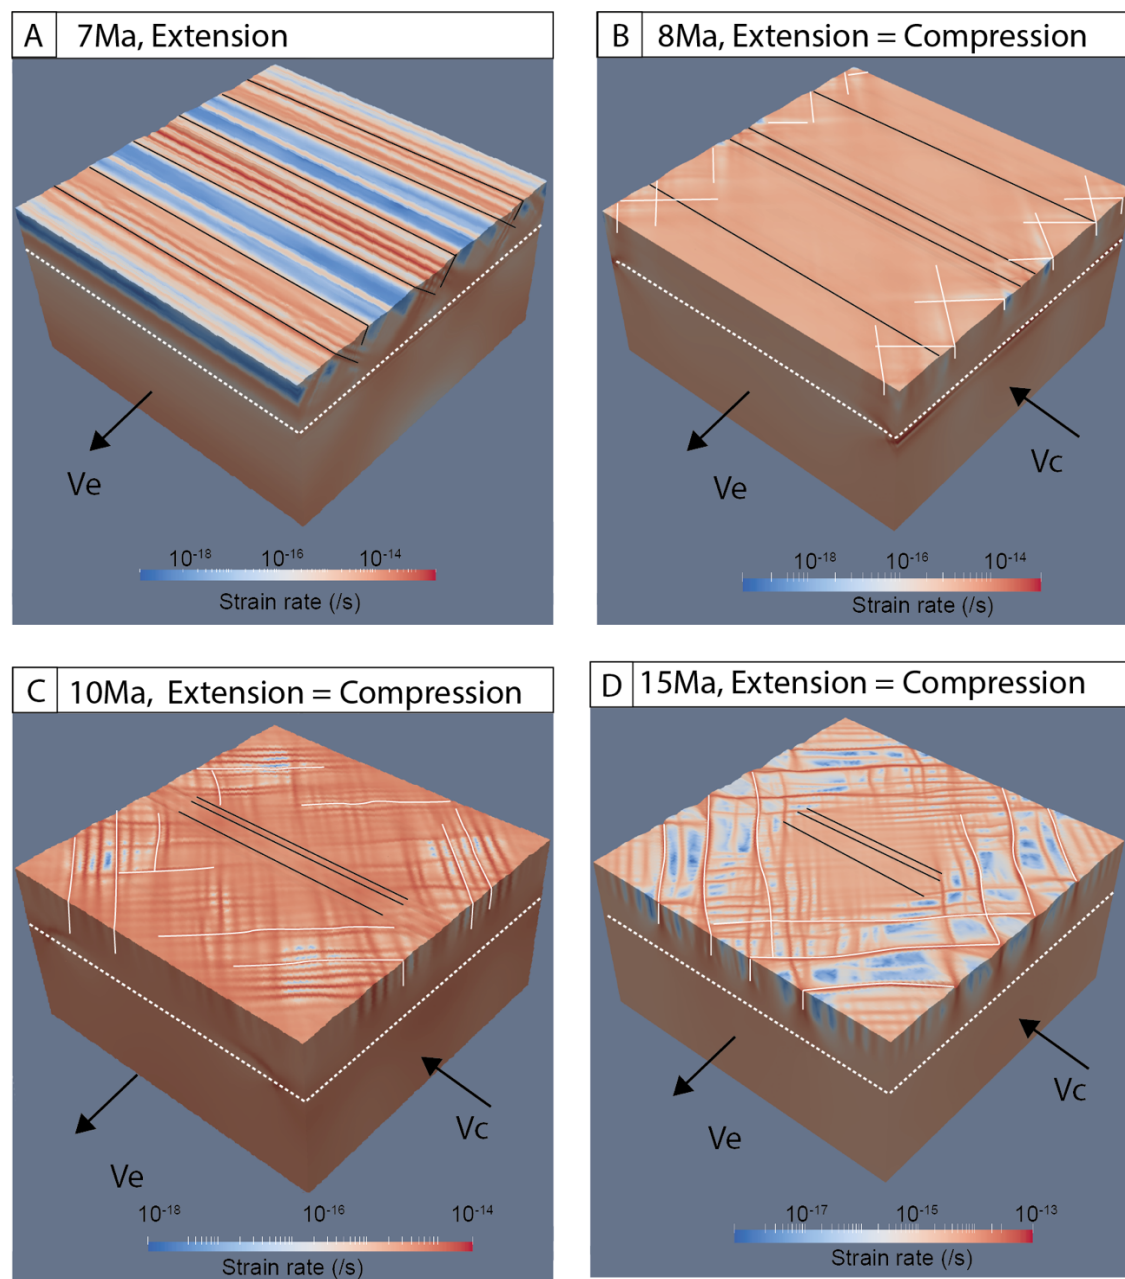 A 7Ma, Extension
Ve
10⁻¹⁸ 10⁻¹⁶ 10⁻¹⁴
Strain rate (/s)
B 8Ma, Extension = Compression
Ve
Vc
10⁻¹⁸ 10⁻¹⁶ 10⁻¹⁴
Strain rate (/s)
C 10Ma, Extension = Compression
Vc
Ve
10⁻¹⁸ 10⁻¹⁶ 10⁻¹⁴
Strain rate (/s)
D 15Ma, Extension = Compression
Vc
Ve
10⁻¹⁷ 10⁻¹⁵ 10⁻¹³
Strain rate (/s)